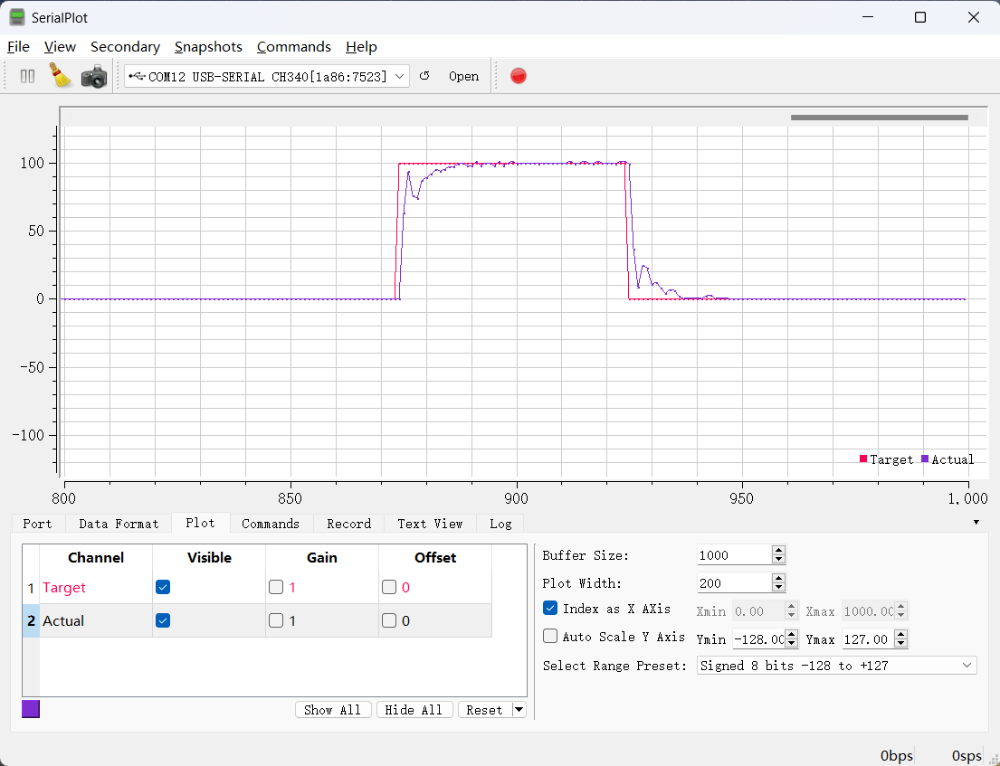 SerialPlot
File View Secondary Snapshots Commands Help
COM12 USB-SERIAL CH340[1a86:7523] Open
100
50
0
-50
-100
Target Actual
800 850 900 950 1,000
Port Data Format Plot Commands Record Text View Log
Channel Visible Gain Offset
1 Target 1 0
2 Actual 1 0
Show All Hide All Reset
Buffer Size: 1000
Plot Width: 200
Index as X AXis Xmin 0.00 Xmax 1000.00
Auto Scale Y Axis Ymin -128.00 Ymax 127.00
Select Range Preset: Signed 8 bits -128 to +127
0bps 0sps